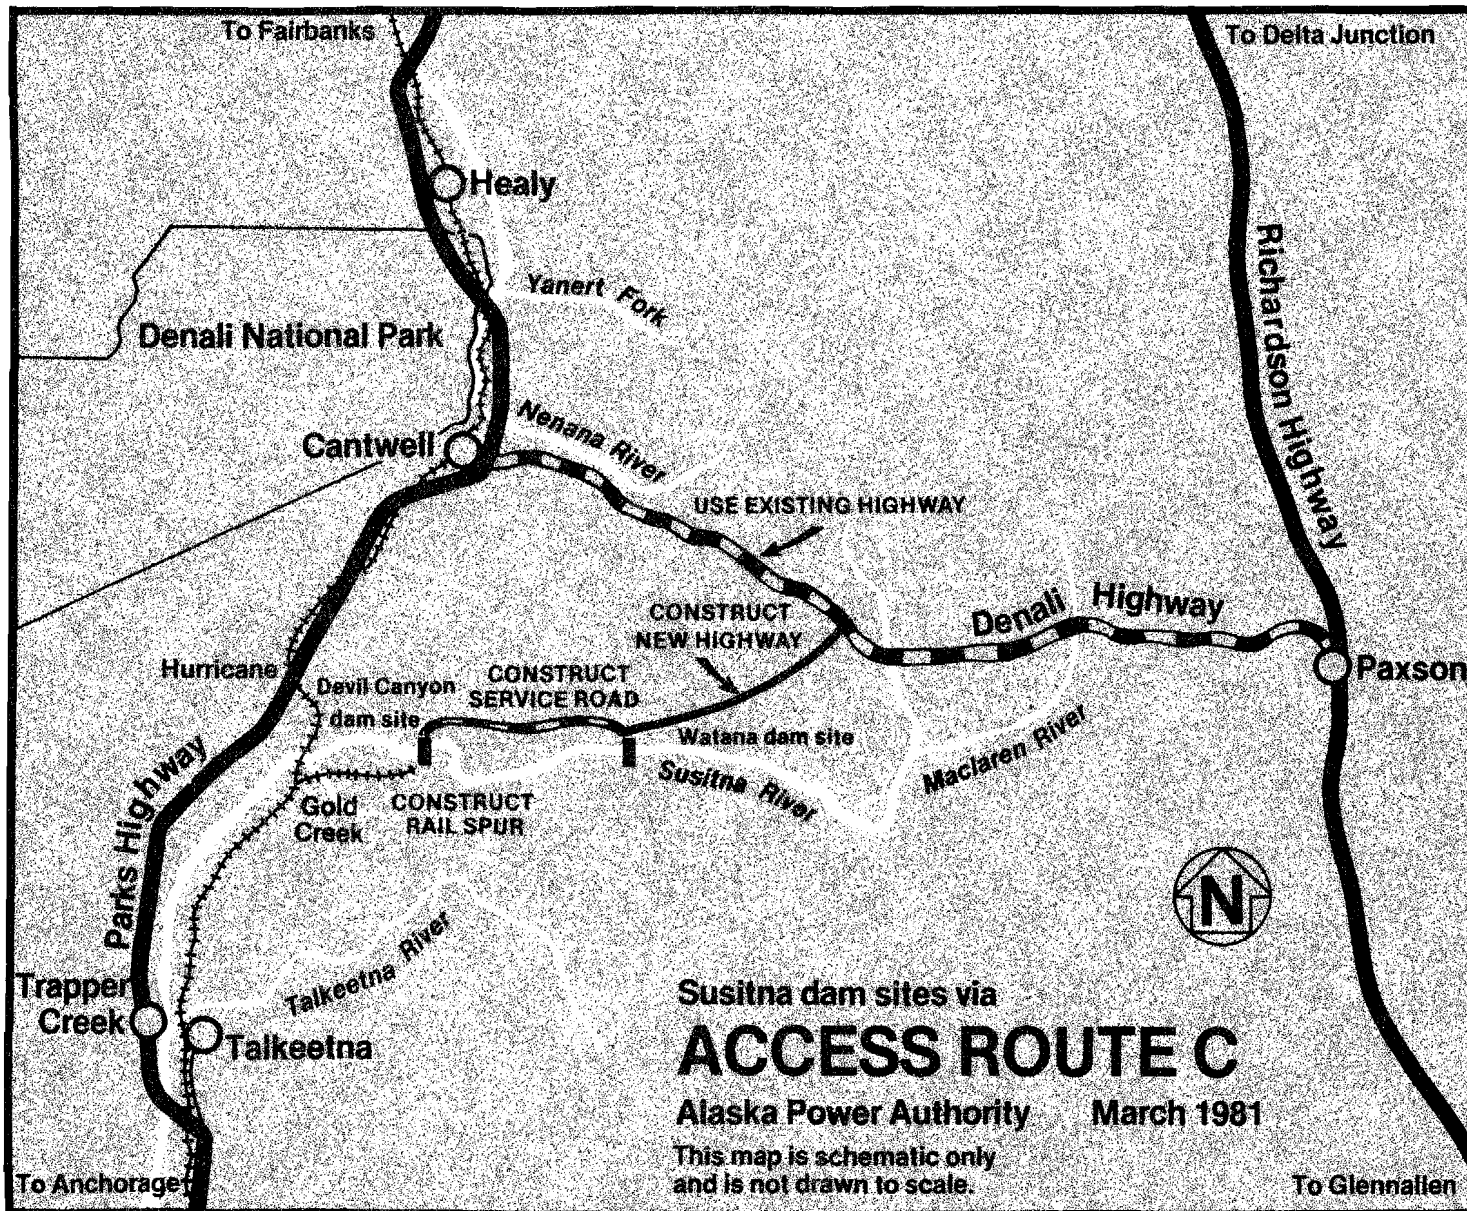 To Fairbanks
To Delta Junction
Healy
Richardson Highway
Yanert Fork
Denali National Park
Nenana River
Cantwell
USE EXISTING HIGHWAY
Denali Highway
CONSTRUCT
NEW HIGHWAY
Hurricane
Paxson
CONSTRUCT
SERVICE ROAD
Devil Canyon
dam site
Watana dam site
Maclaren River
Susitna River
Parks Highway
Gold
Creek
CONSTRUCT
RAIL SPUR
N
Talkeetna River
Trapper
Creek
Talkeetna
Susitna dam sites via
ACCESS ROUTE C
Alaska Power Authority March 1981
This map is schematic only
and is not drawn to scale.
To Anchorage
To Glennallen